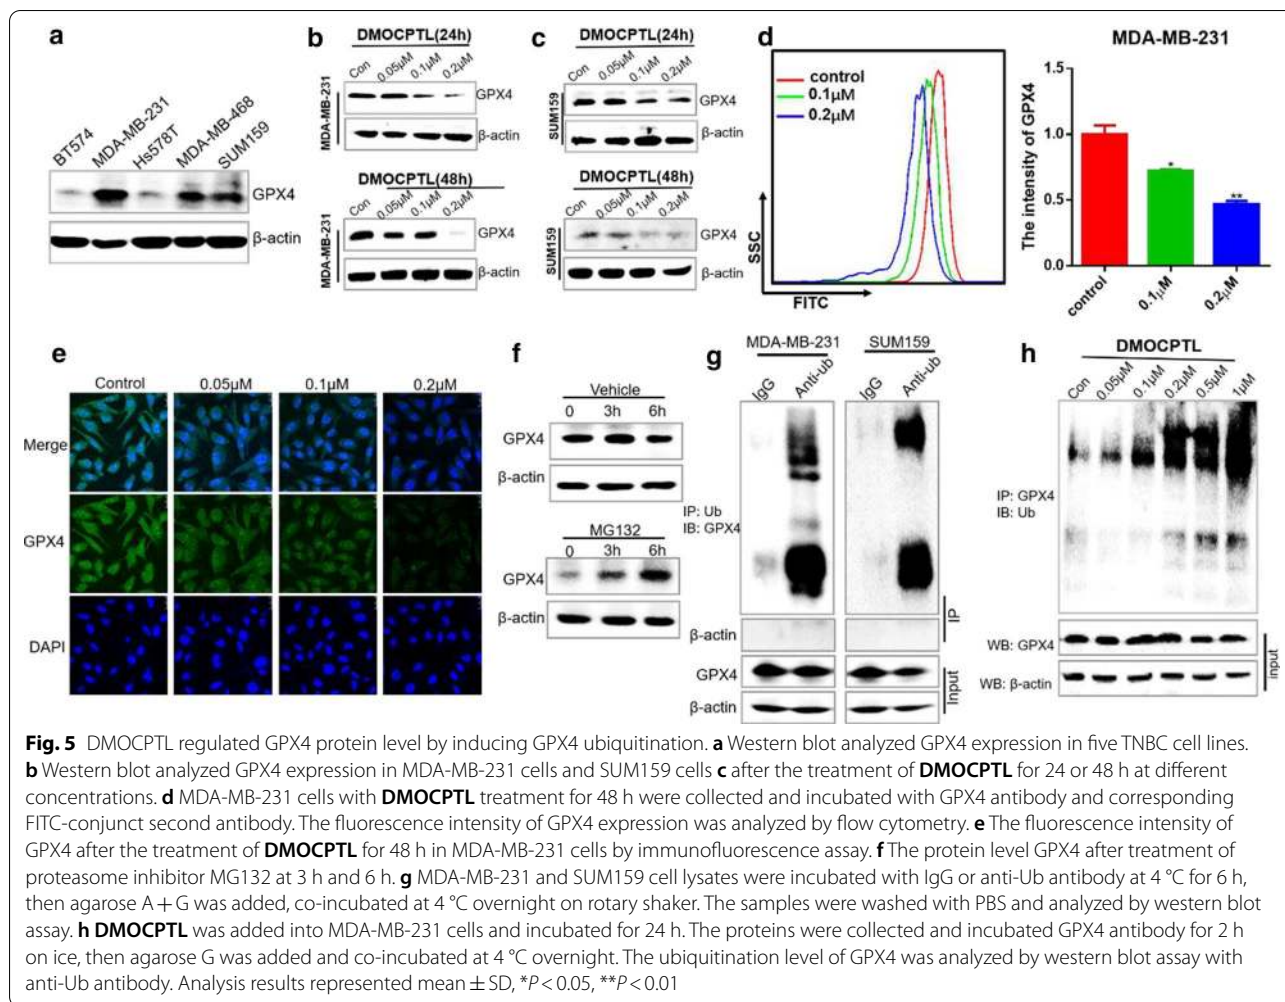 a
BT574
MDA-MB-231
Hs578T
MDA-MB-468
SUM159
GPX4
β-actin
b
DMOCPTL(24h)
Con
0.05μM
0.1μM
0.2μM
MDA-MB-231
GPX4
β-actin
DMOCPTL(48h)
Con
0.05μM
0.1μM
0.2μM
MDA-MB-231
GPX4
β-actin
c
DMOCPTL(24h)
Con
0.05μM
0.1μM
0.2μM
SUM159
GPX4
β-actin
DMOCPTL(48h)
Con
0.05μM
0.1μM
0.2μM
SUM159
GPX4
β-actin
d
control
0.1μM
0.2μM
SSC
FITC
MDA-MB-231
The intensity of GPX4
1.5
1.0
0.5
0.0
*
**
control
0.1μM
0.2μM
e
Control
0.05μM
0.1μM
0.2μM
Merge
GPX4
DAPI
f
Vehicle
0 3h 6h
GPX4
β-actin
MG132
0 3h 6h
GPX4
β-actin
g
MDA-MB-231 SUM159
IgG
Anti-ub
IgG
Anti-ub
IP: Ub
IB: GPX4
β-actin
IP
GPX4
β-actin
Input
h
DMOCPTL
Con
0.05μM
0.1μM
0.2μM
0.5μM
1μM
IP: GPX4
IB: Ub
WB: GPX4
WB: β-actin
input
Fig. 5 DMOCPTL regulated GPX4 protein level by inducing GPX4 ubiquitination. a Western blot analyzed GPX4 expression in five TNBC cell lines.
b Western blot analyzed GPX4 expression in MDA-MB-231 cells and SUM159 cells c after the treatment of DMOCPTL for 24 or 48 h at different
concentrations. d MDA-MB-231 cells with DMOCPTL treatment for 48 h were collected and incubated with GPX4 antibody and corresponding
FITC-conjunct second antibody. The fluorescence intensity of GPX4 expression was analyzed by flow cytometry. e The fluorescence intensity of
GPX4 after the treatment of DMOCPTL for 48 h in MDA-MB-231 cells by immunofluorescence assay. f The protein level GPX4 after treatment of
proteasome inhibitor MG132 at 3 h and 6 h. g MDA-MB-231 and SUM159 cell lysates were incubated with IgG or anti-Ub antibody at 4 °C for 6 h,
then agarose A + G was added, co-incubated at 4 °C overnight on rotary shaker. The samples were washed with PBS and analyzed by western blot
assay. h DMOCPTL was added into MDA-MB-231 cells and incubated for 24 h. The proteins were collected and incubated GPX4 antibody for 2 h
on ice, then agarose G was added and co-incubated at 4 °C overnight. The ubiquitination level of GPX4 was analyzed by western blot assay with
anti-Ub antibody. Analysis results represented mean ± SD, *P < 0.05, **P < 0.01